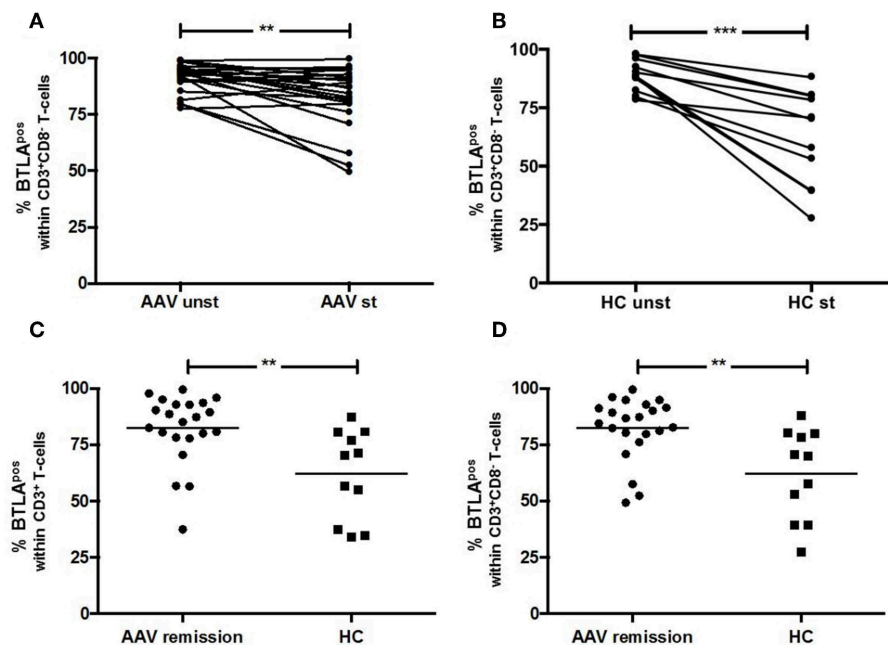 A
**
100
75
50
25
0
% BTLApos
within CD3+CD8- T-cells
AAV unst
AAV st
B
***
100
75
50
25
0
% BTLApos
within CD3+CD8- T-cells
HC unst
HC st
C
**
100
75
50
25
0
% BTLApos
within CD3+ T-cells
AAV remission
HC
D
**
100
75
50
25
0
% BTLApos
within CD3+CD8- T-cells
AAV remission
HC